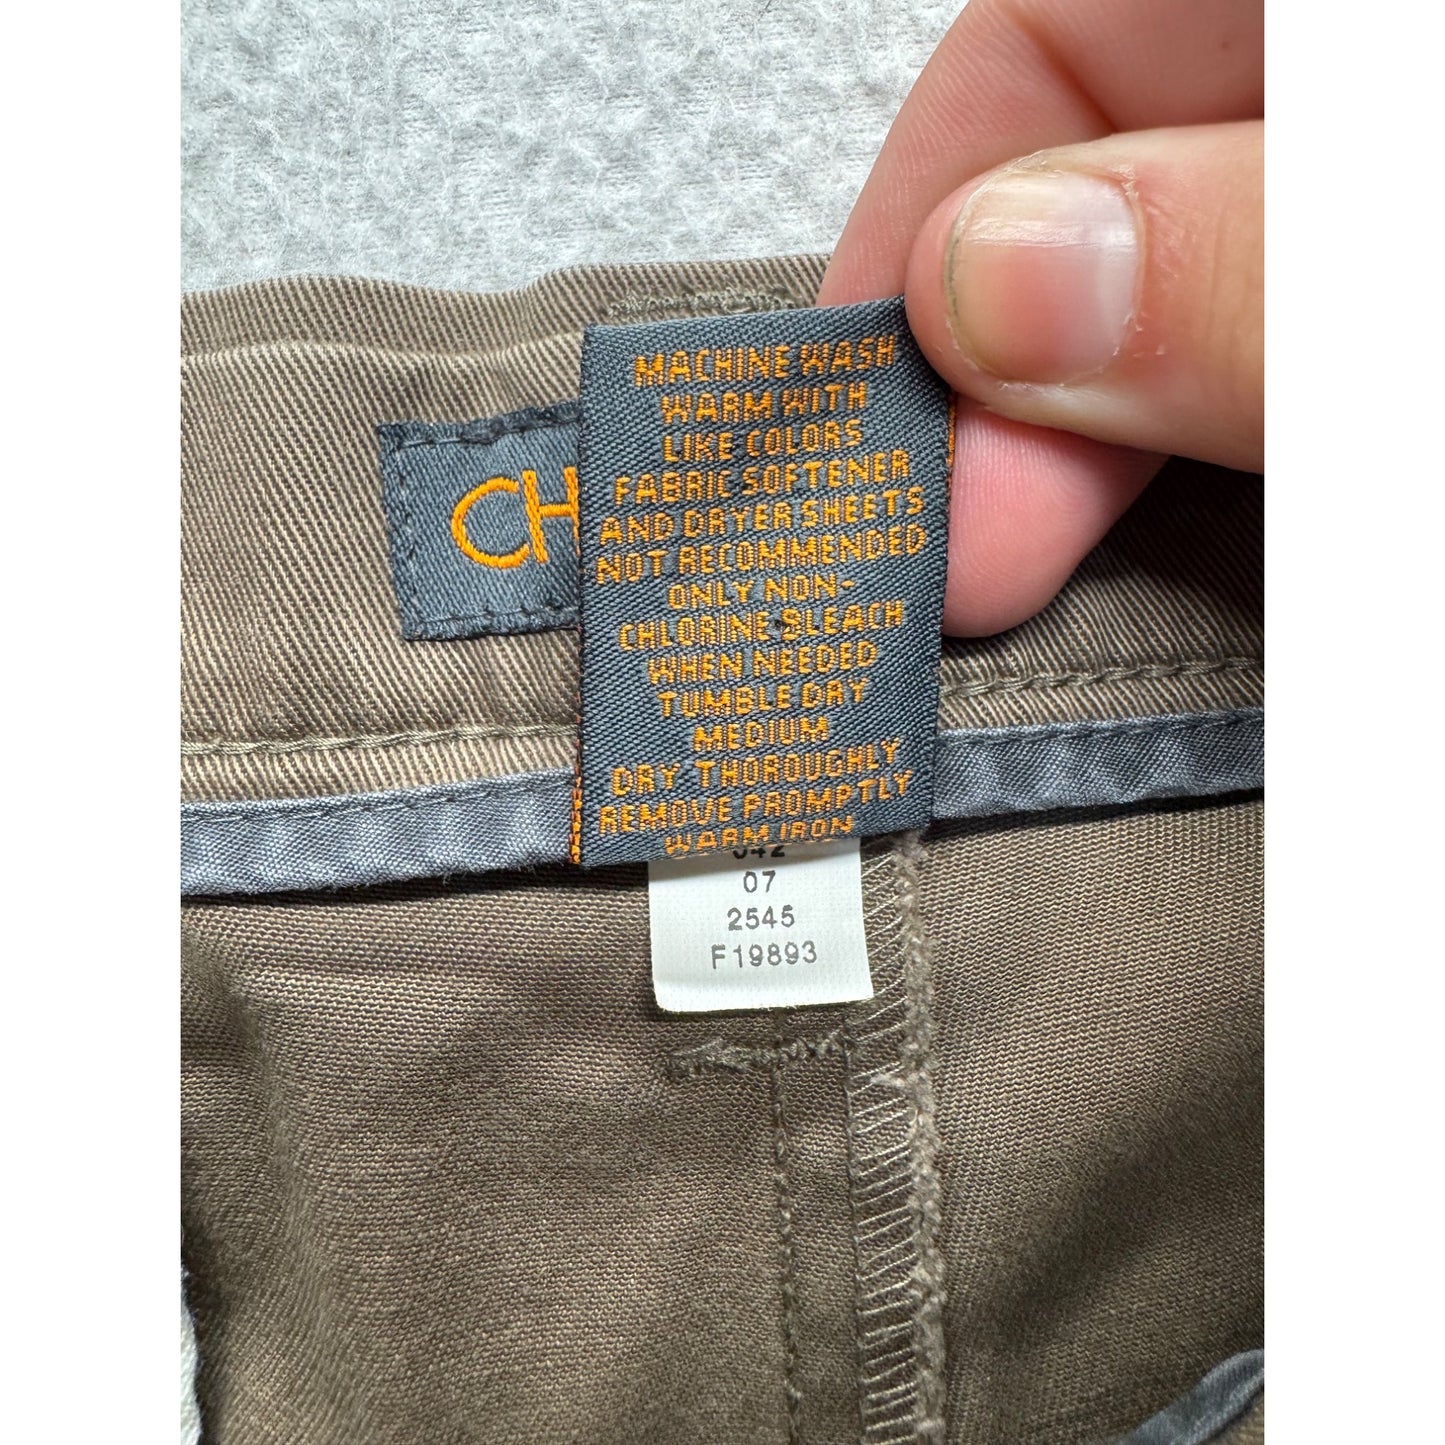 MACHINE WASH
WARM WITH
LIKE COLORS
FABRIC SOFTENER
AND DRYER SHEETS
NOT RECOMMENDED
ONLY NON-
CHLORINE BLEACH
WHEN NEEDED
TUMBLE DRY
MEDIUM
DRY THOROUGHLY
REMOVE PROMPTLY
WARM IRON
CH
07
2545
F19893